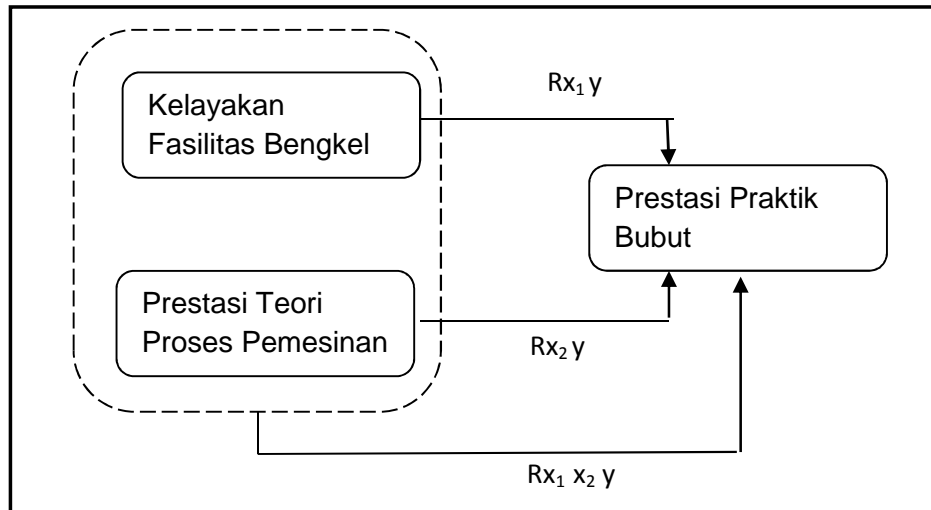 Rx₁ y
Kelayakan
Fasilitas Bengkel
Prestasi Praktik
Bubut
Prestasi Teori
Proses Pemesinan
Rx₂ y
Rx₁ x₂ y